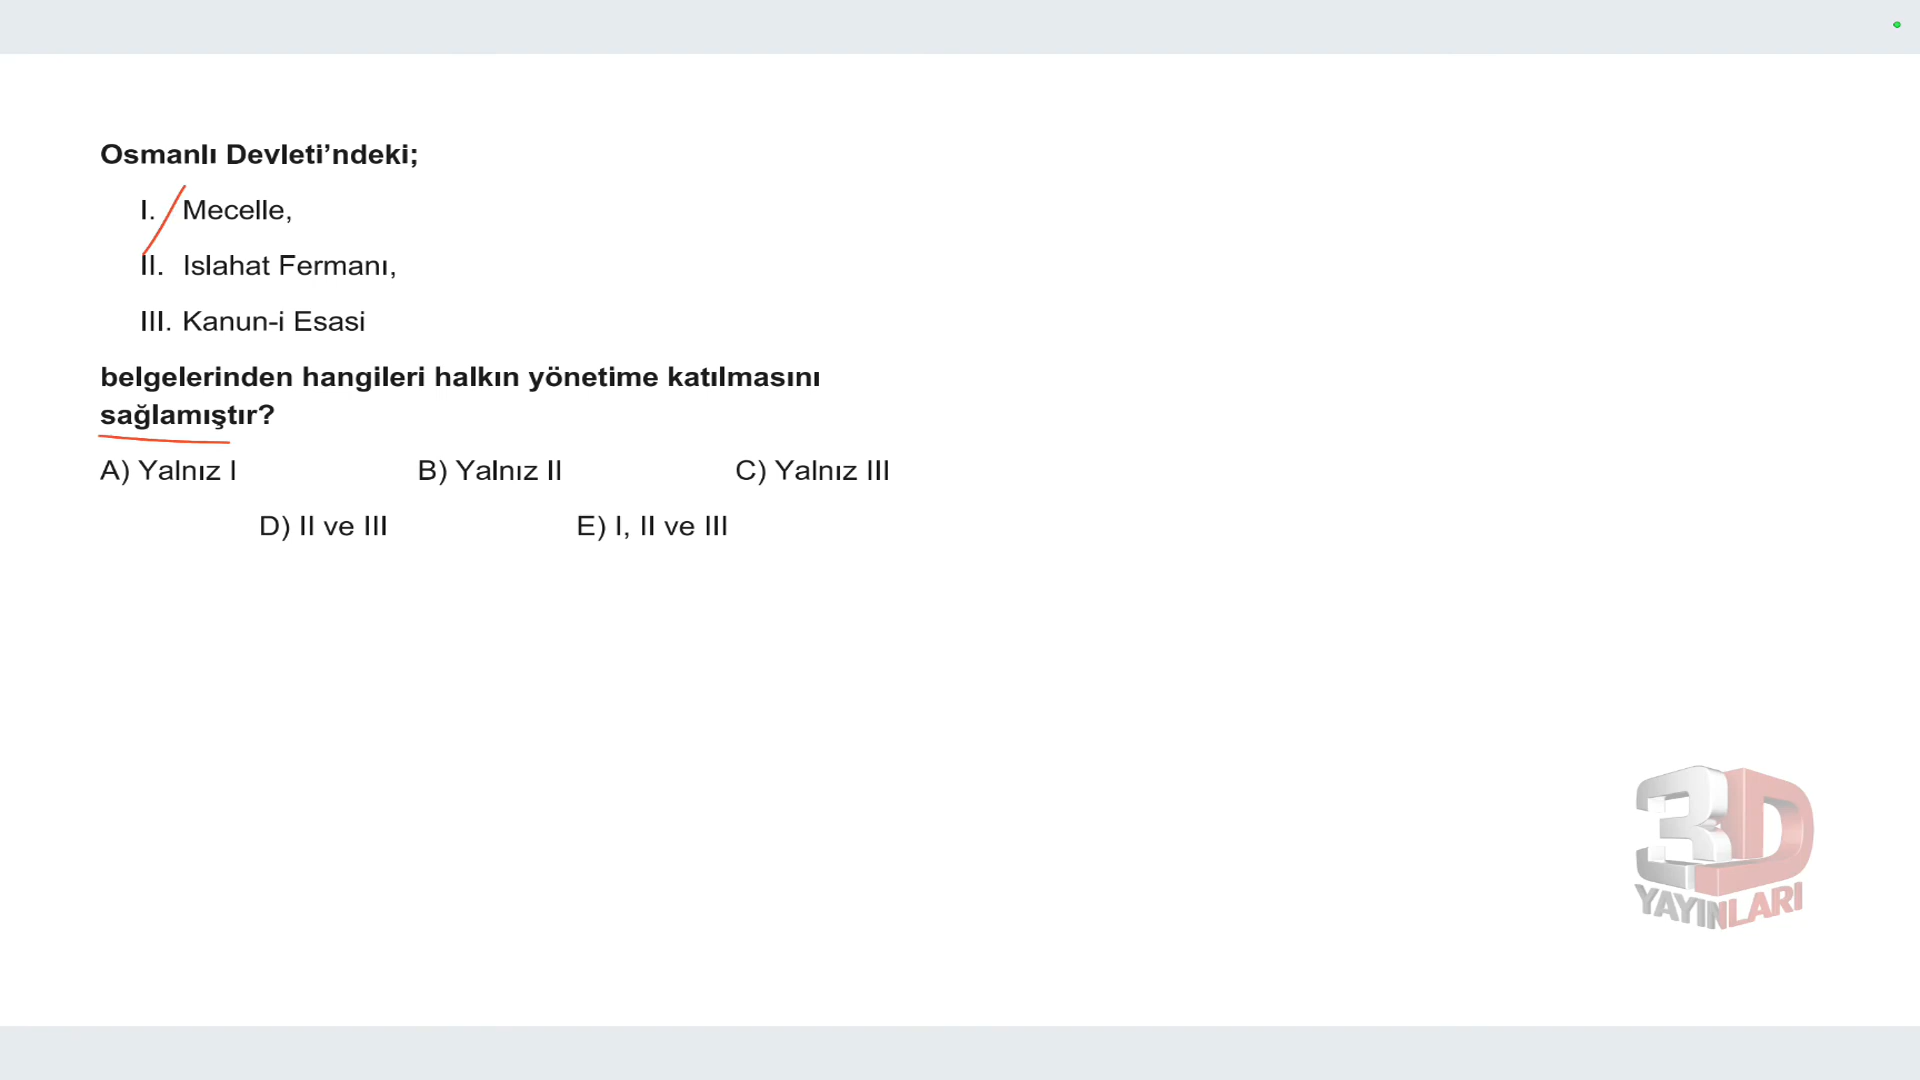 Osmanlı Devleti’ndeki;
I. Mecelle,
II. Islahat Fermanı,
III. Kanun-i Esasi
belgelerinden hangileri halkın yönetime katılmasını
sağlamıştır?
A) Yalnız I B) Yalnız II C) Yalnız III
D) II ve III E) I, II ve III
3D
YAYINLARI